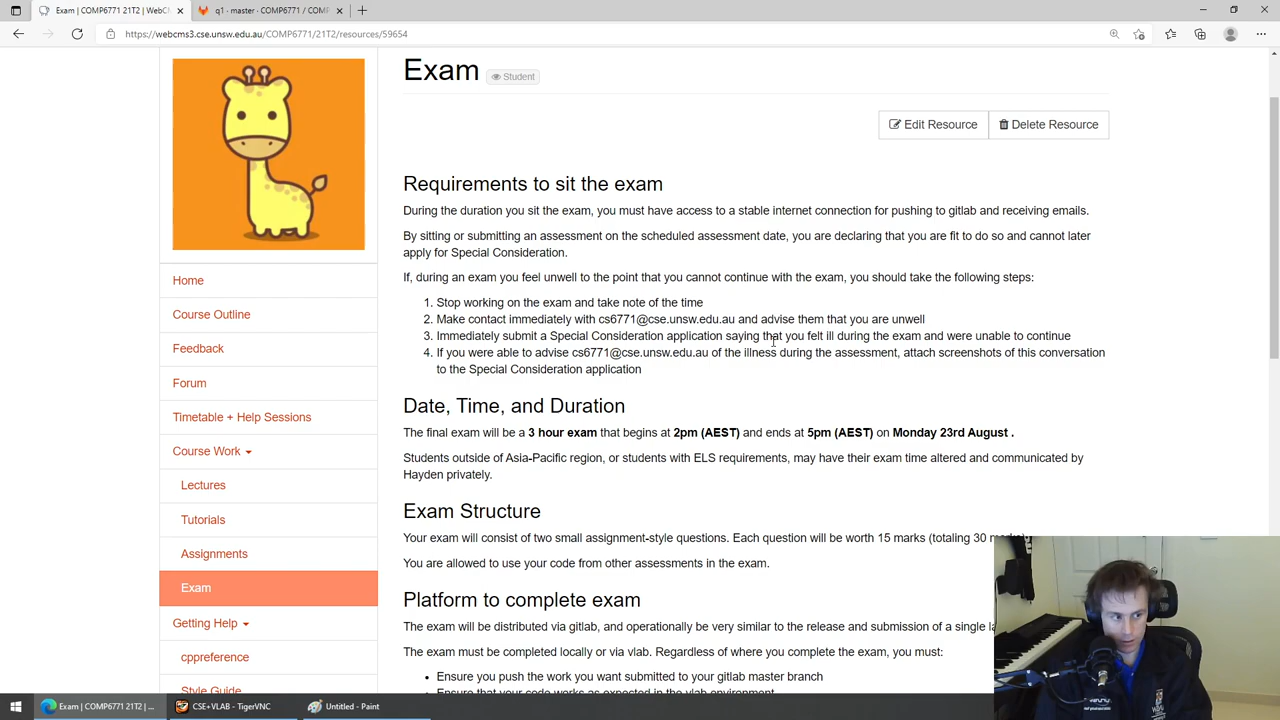 Exam | COMP6771 21T2 | WebCM
q1 · master · COMP6771 / COMP
https://webcms3.cse.unsw.edu.au/COMP6771/21T2/resources/59654
Exam
Student
Edit Resource
Delete Resource
Requirements to sit the exam
During the duration you sit the exam, you must have access to a stable internet connection for pushing to gitlab and receiving emails.
By sitting or submitting an assessment on the scheduled assessment date, you are declaring that you are fit to do so and cannot later
apply for Special Consideration.
If, during an exam you feel unwell to the point that you cannot continue with the exam, you should take the following steps:
1. Stop working on the exam and take note of the time
2. Make contact immediately with cs6771@cse.unsw.edu.au and advise them that you are unwell
3. Immediately submit a Special Consideration application saying that you felt ill during the exam and were unable to continue
4. If you were able to advise cs6771@cse.unsw.edu.au of the illness during the assessment, attach screenshots of this conversation
to the Special Consideration application
Date, Time, and Duration
The final exam will be a 3 hour exam that begins at 2pm (AEST) and ends at 5pm (AEST) on Monday 23rd August .
Students outside of Asia-Pacific region, or students with ELS requirements, may have their exam time altered and communicated by
Hayden privately.
Exam Structure
Your exam will consist of two small assignment-style questions. Each question will be worth 15 marks (totaling 30
You are allowed to use your code from other assessments in the exam.
Platform to complete exam
The exam will be distributed via gitlab, and operationally be very similar to the release and submission of a single
The exam must be completed locally or via vlab. Regardless of where you complete the exam, you must:
• Ensure you push the work you want submitted to your gitlab master branch
• Ensure that your code works as expected in the vlab environment
Home
Course Outline
Feedback
Forum
Timetable + Help Sessions
Course Work
Lectures
Tutorials
Assignments
Exam
Getting Help
cppreference
Style Guide
Exam | COMP6771 21T2 | ...
CSE+VLAB - TigerVNC
Untitled - Paint